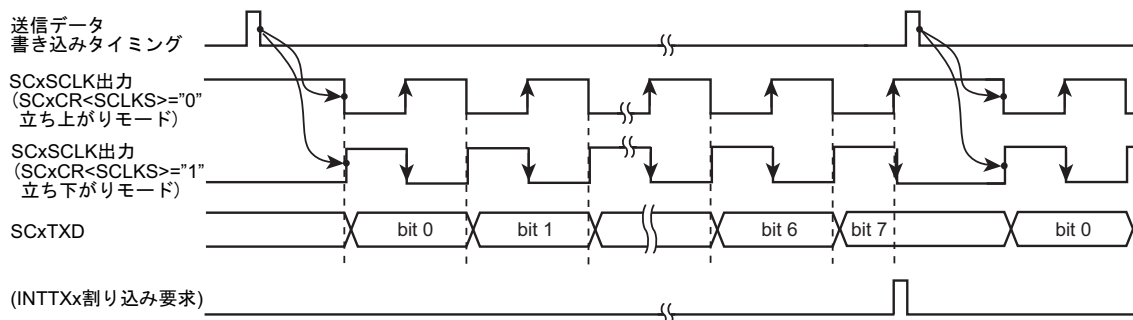 送信データ
書き込みタイミング
SCxSCLK出力
（SCxCR<SCLKS>="0"
立ち上がりモード）
SCxSCLK出力
（SCxCR<SCLKS>="1"
立ち下がりモード）
SCxTXD
bit 0
bit 1
bit 6
bit 7
bit 0
(INTTXx割り込み要求)